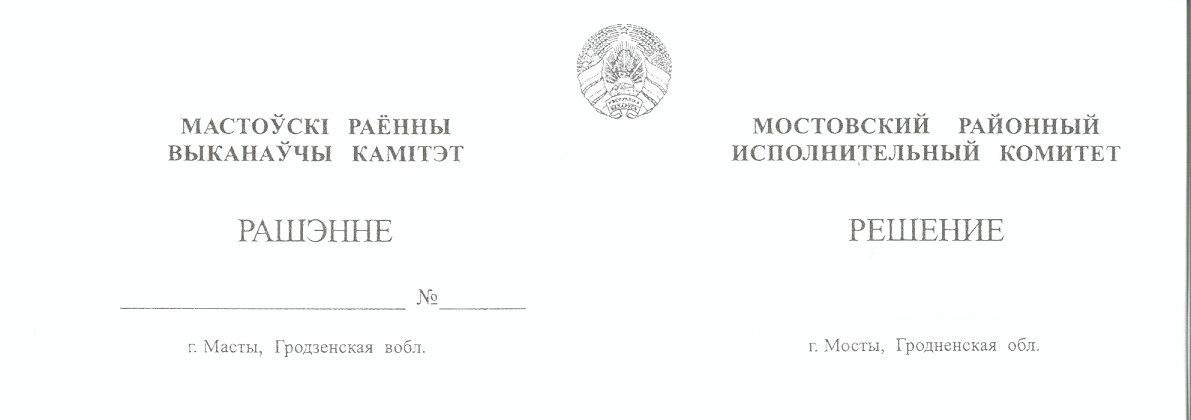 МАСТОЎСКІ РАЁННЫ
ВЫКАНАЎЧЫ КАМІТЭТ
РАШЭННЕ
№
г. Масты, Гродзенская вобл.
МОСТОВСКИЙ РАЙОННЫЙ
ИСПОЛНИТЕЛЬНЫЙ КОМИТЕТ
РЕШЕНИЕ
г. Мосты, Гродненская обл.